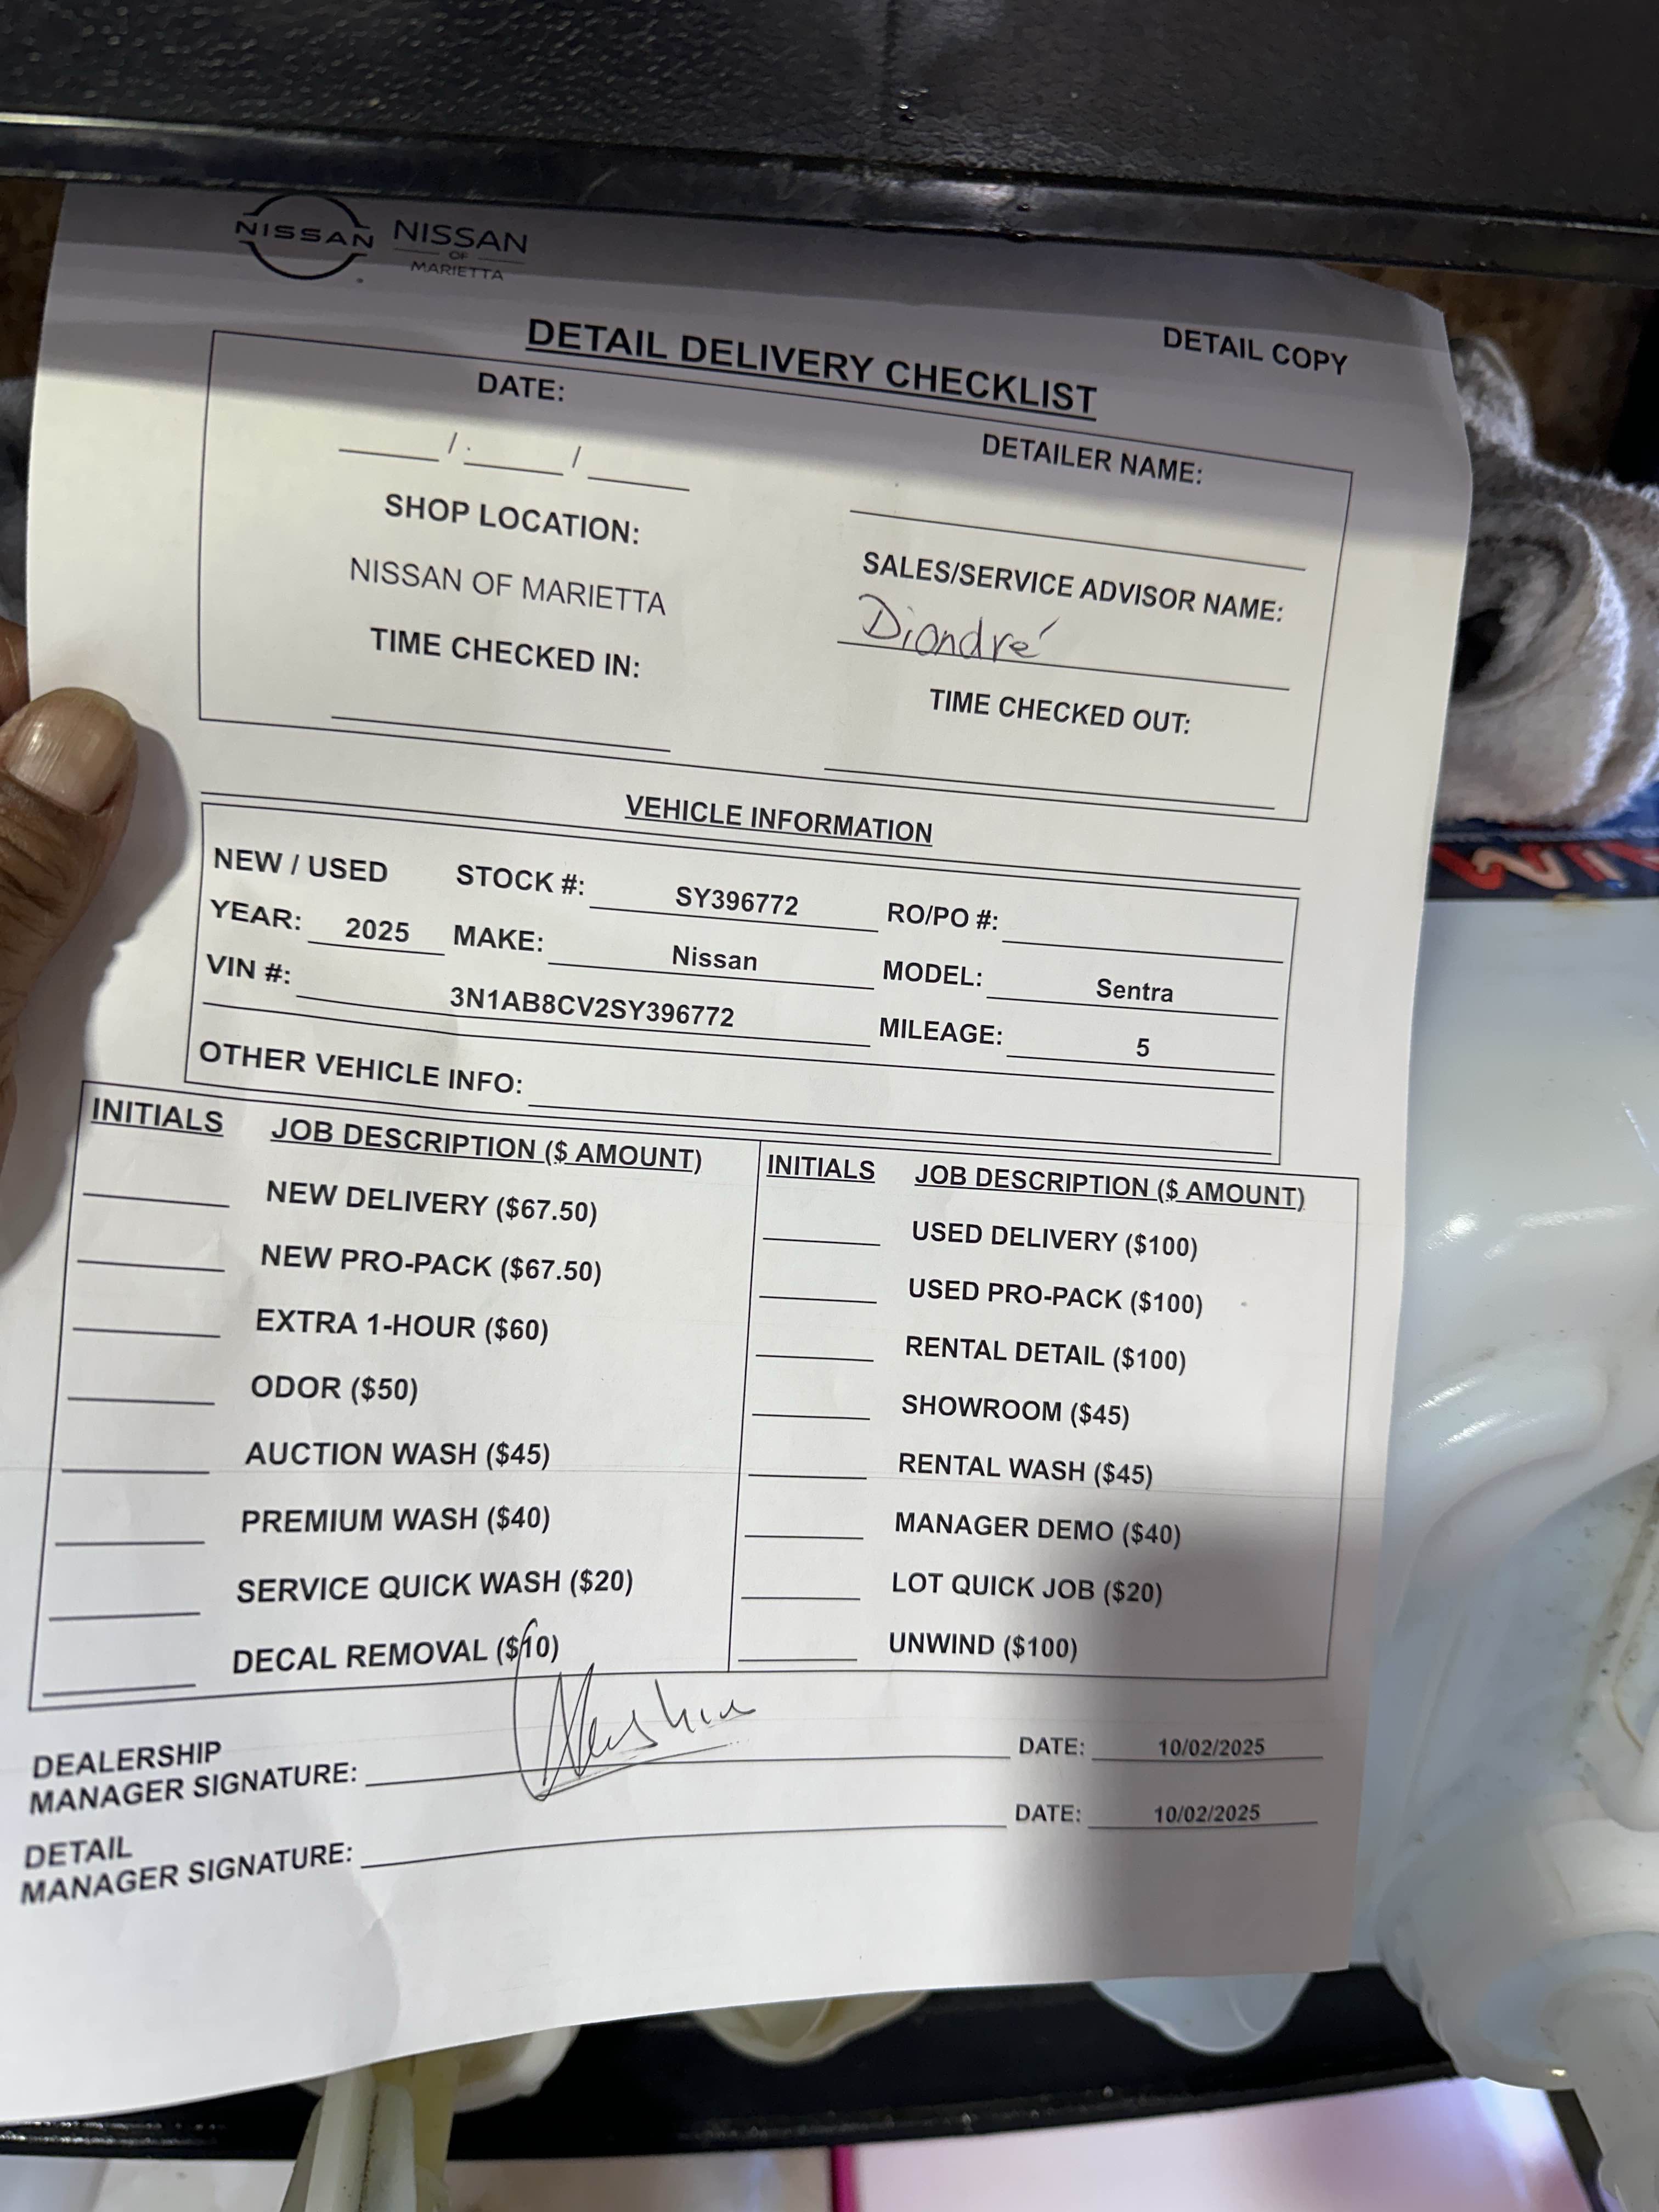 NISSAN NISSAN
OF
MARIETTA
DETAIL COPY
DETAIL DELIVERY CHECKLIST
DATE:
____/____/____
DETAILER NAME:
SHOP LOCATION:
NISSAN OF MARIETTA
SALES/SERVICE ADVISOR NAME:
Diondré
TIME CHECKED IN:
TIME CHECKED OUT:
VEHICLE INFORMATION
NEW / USED STOCK #: SY396772 RO/PO #:
YEAR: 2025 MAKE: Nissan MODEL: Sentra
VIN #: 3N1AB8CV2SY396772 MILEAGE: 5
OTHER VEHICLE INFO:
INITIALS JOB DESCRIPTION ($ AMOUNT)
NEW DELIVERY ($67.50)
NEW PRO-PACK ($67.50)
EXTRA 1-HOUR ($60)
ODOR ($50)
AUCTION WASH ($45)
PREMIUM WASH ($40)
SERVICE QUICK WASH ($20)
DECAL REMOVAL ($10)
INITIALS JOB DESCRIPTION ($ AMOUNT)
USED DELIVERY ($100)
USED PRO-PACK ($100)
RENTAL DETAIL ($100)
SHOWROOM ($45)
RENTAL WASH ($45)
MANAGER DEMO ($40)
LOT QUICK JOB ($20)
UNWIND ($100)
DEALERSHIP
MANAGER SIGNATURE: DATE: 10/02/2025
DETAIL
MANAGER SIGNATURE: DATE: 10/02/2025